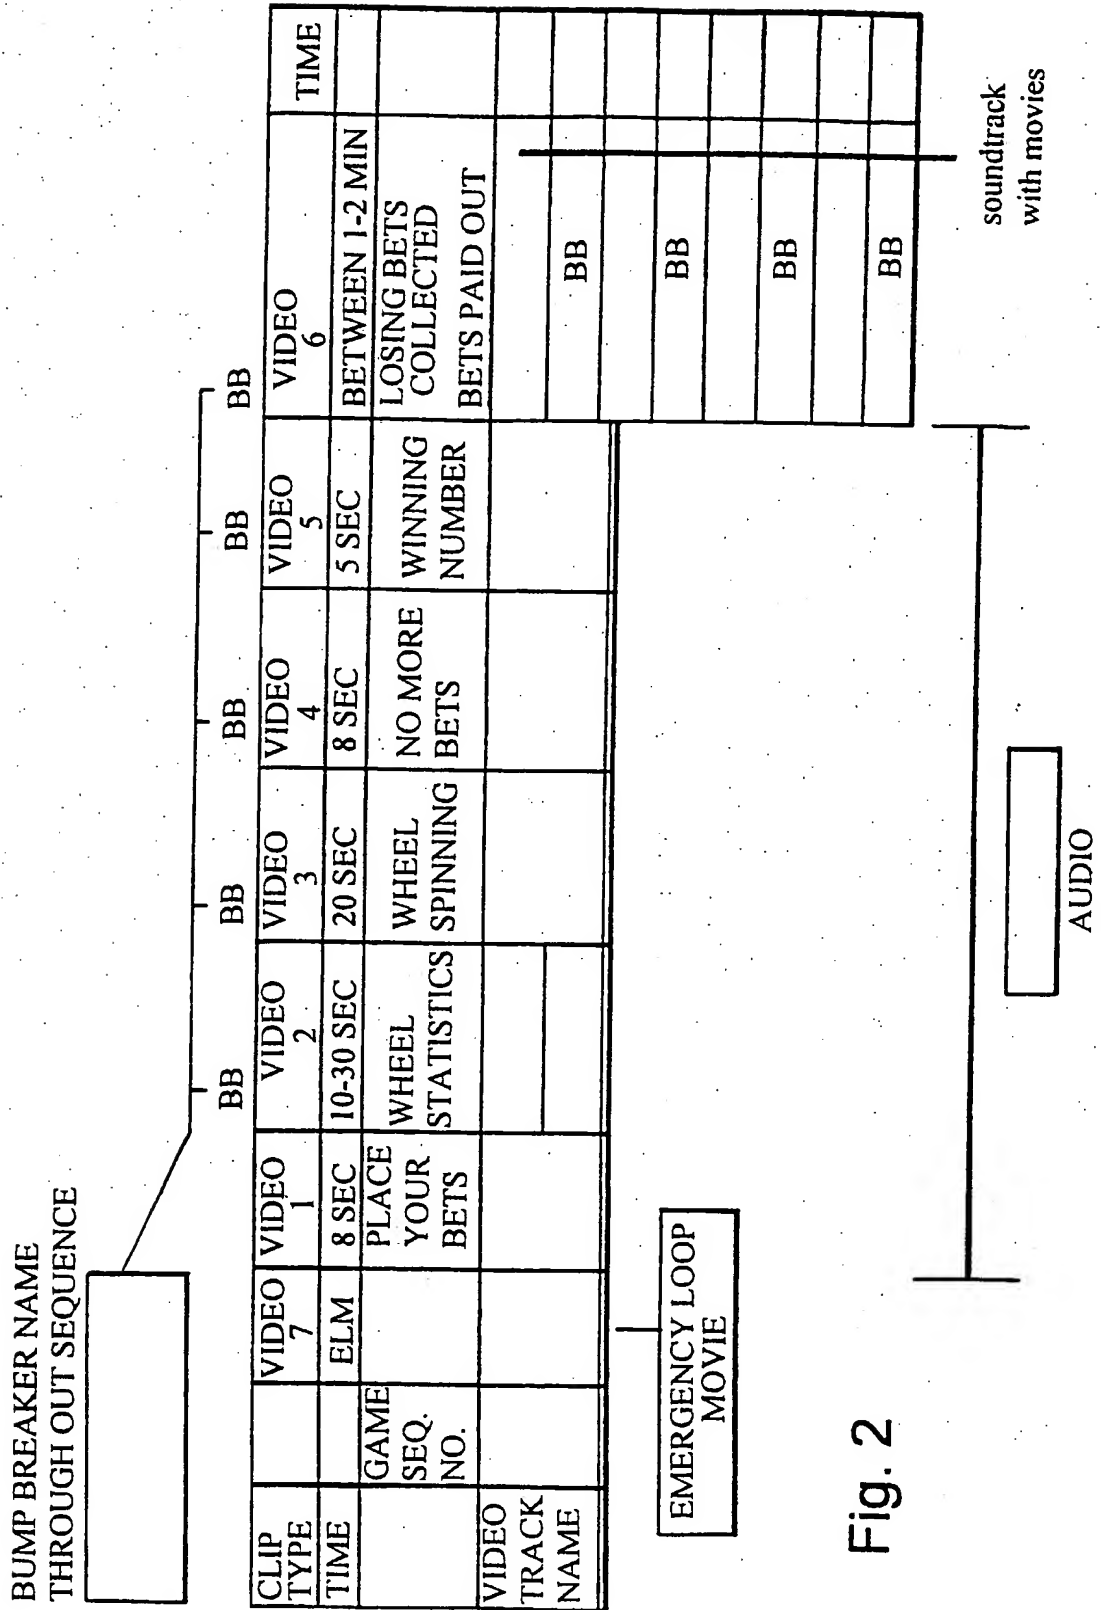 BUMP BREAKER NAME
THROUGH OUT SEQUENCE
BB BB BB BB BB
CLIP TYPE VIDEO 7 VIDEO 1 VIDEO 2 VIDEO 3 VIDEO 4 VIDEO 5 VIDEO 6 TIME
TIME ELM 8 SEC 10-30 SEC 20 SEC 8 SEC 5 SEC BETWEEN 1-2 MIN
GAME SEQ. NO. PLACE YOUR BETS WHEEL STATISTICS WHEEL SPINNING NO MORE BETS WINNING NUMBER LOSING BETS COLLECTED BETS PAID OUT
VIDEO TRACK NAME
BB
BB
BB
BB
EMERGENCY LOOP
MOVIE
soundtrack
with movies
AUDIO
Fig. 2